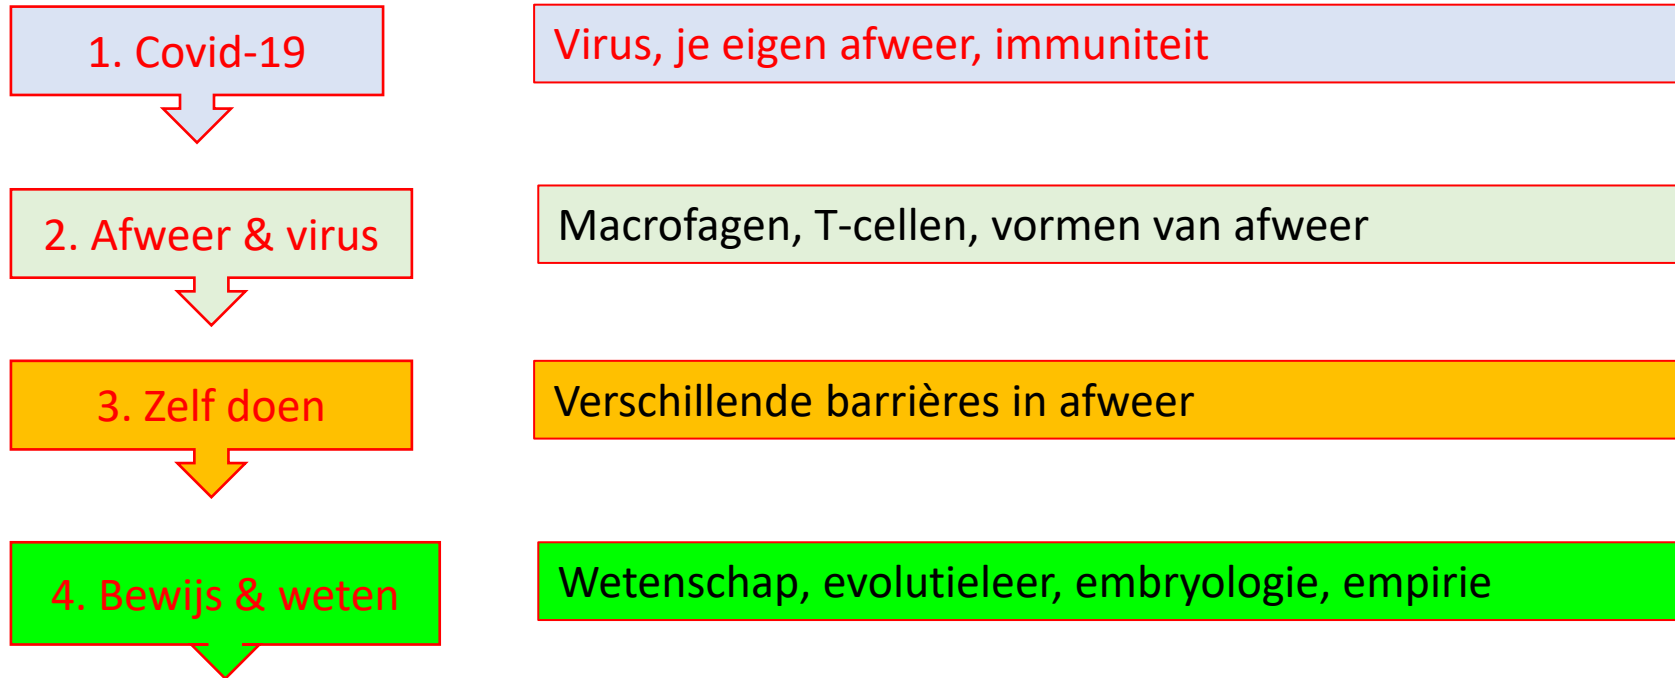 1. Covid-19
Virus, je eigen afweer, immuniteit
2. Afweer & virus
Macrofagen, T-cellen, vormen van afweer
3. Zelf doen
Verschillende barrières in afweer
4. Bewijs & weten
Wetenschap, evolutieleer, embryologie, empirie